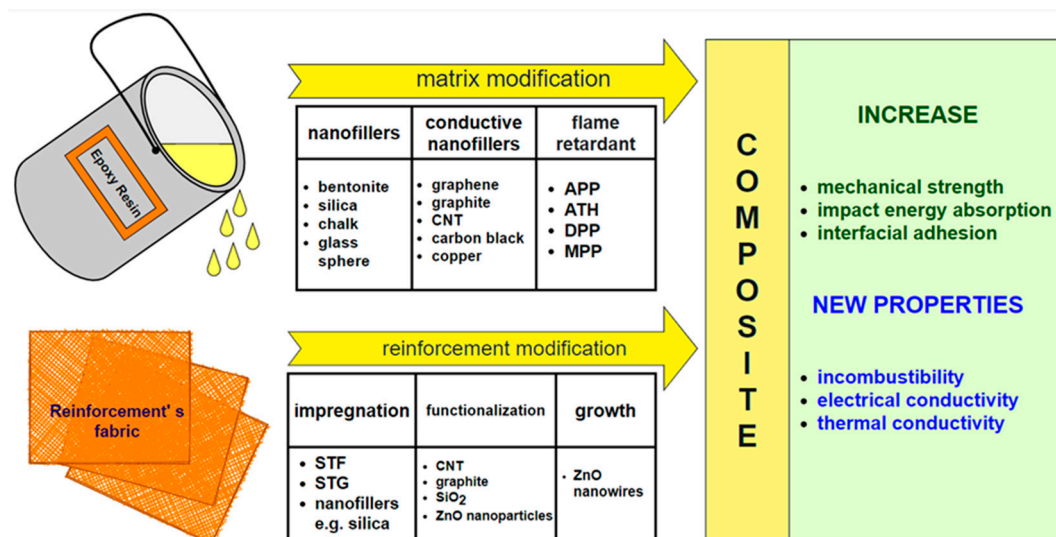 Epoxy Resin
matrix modification
nanofillers
• bentonite
• silica
• chalk
• glass
sphere
conductive
nanofillers
• graphene
• graphite
• CNT
• carbon black
• copper
flame
retardant
• APP
• ATH
• DPP
• MPP
Reinforcement' s
fabric
reinforcement modification
impregnation
• STF
• STG
• nanofillers
e.g. silica
functionalization
• CNT
• graphite
• SiO₂
• ZnO nanoparticles
growth
• ZnO
nanowires
COMPOSITE
INCREASE
• mechanical strength
• impact energy absorption
• interfacial adhesion
NEW PROPERTIES
• incombustibility
• electrical conductivity
• thermal conductivity